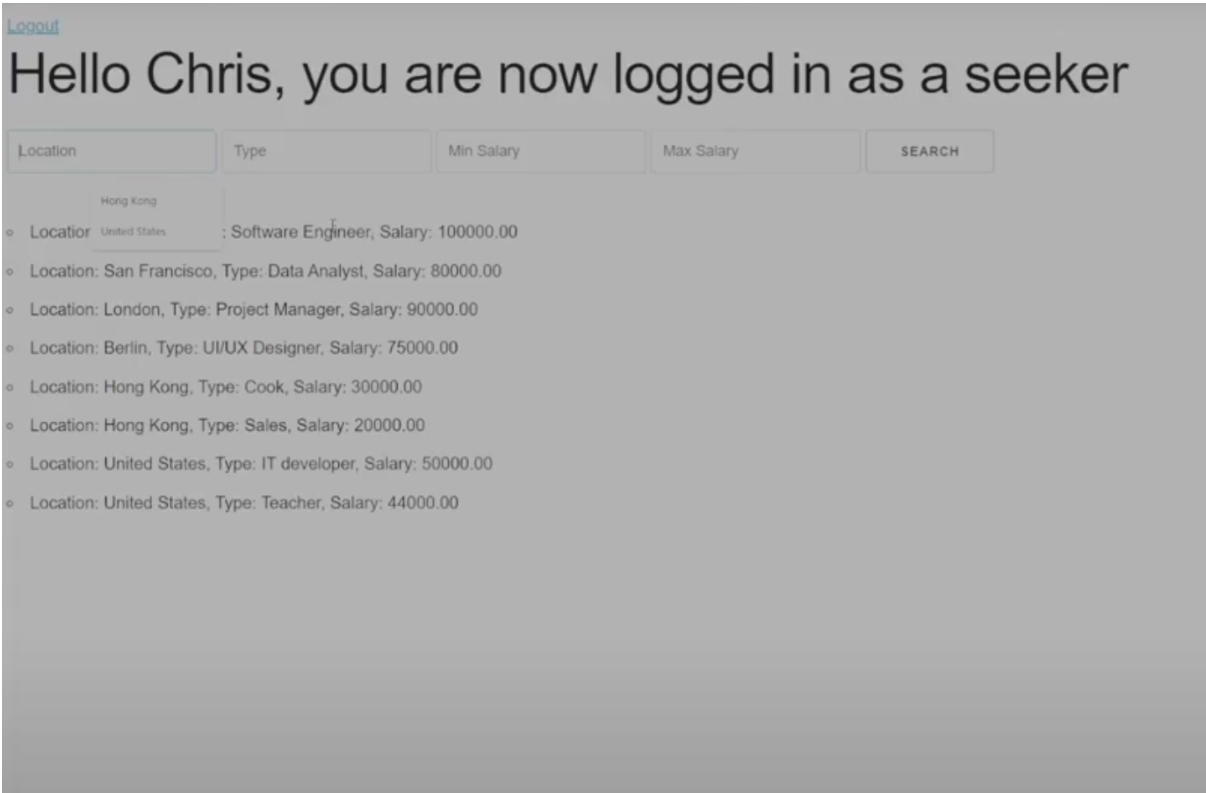 Logout
Hello Chris, you are now logged in as a seeker
Location Type Min Salary Max Salary SEARCH
Hong Kong
United States
Location : Software Engineer, Salary: 100000.00
Location: San Francisco, Type: Data Analyst, Salary: 80000.00
Location: London, Type: Project Manager, Salary: 90000.00
Location: Berlin, Type: UI/UX Designer, Salary: 75000.00
Location: Hong Kong, Type: Cook, Salary: 30000.00
Location: Hong Kong, Type: Sales, Salary: 20000.00
Location: United States, Type: IT developer, Salary: 50000.00
Location: United States, Type: Teacher, Salary: 44000.00